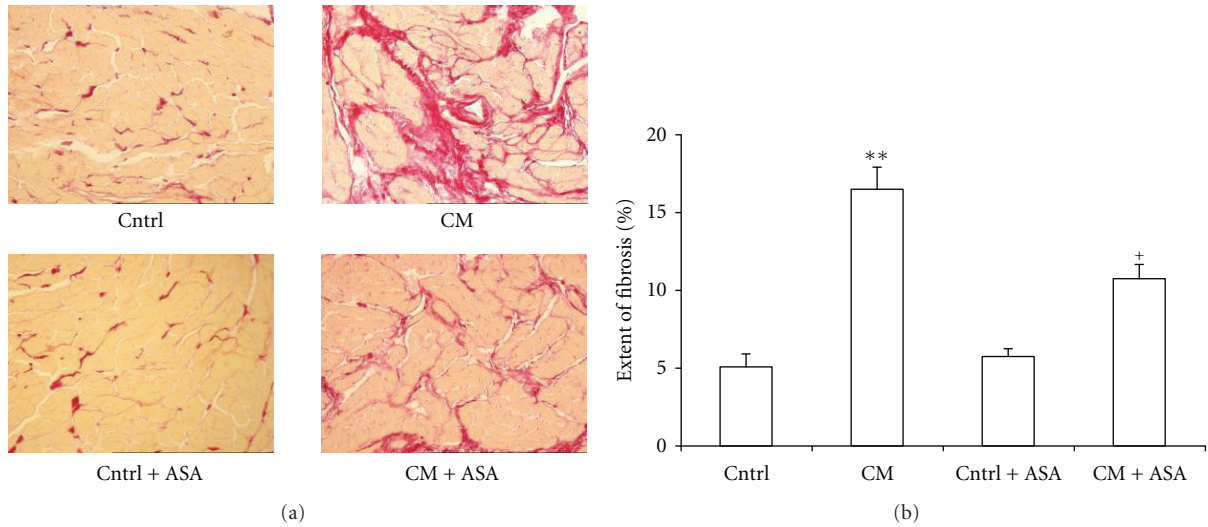 Cntrl
CM
Cntrl + ASA
CM + ASA
(a)
Extent of fibrosis (%)
20
15
10
5
0
**
+
Cntrl
CM
Cntrl + ASA
CM + ASA
(b)